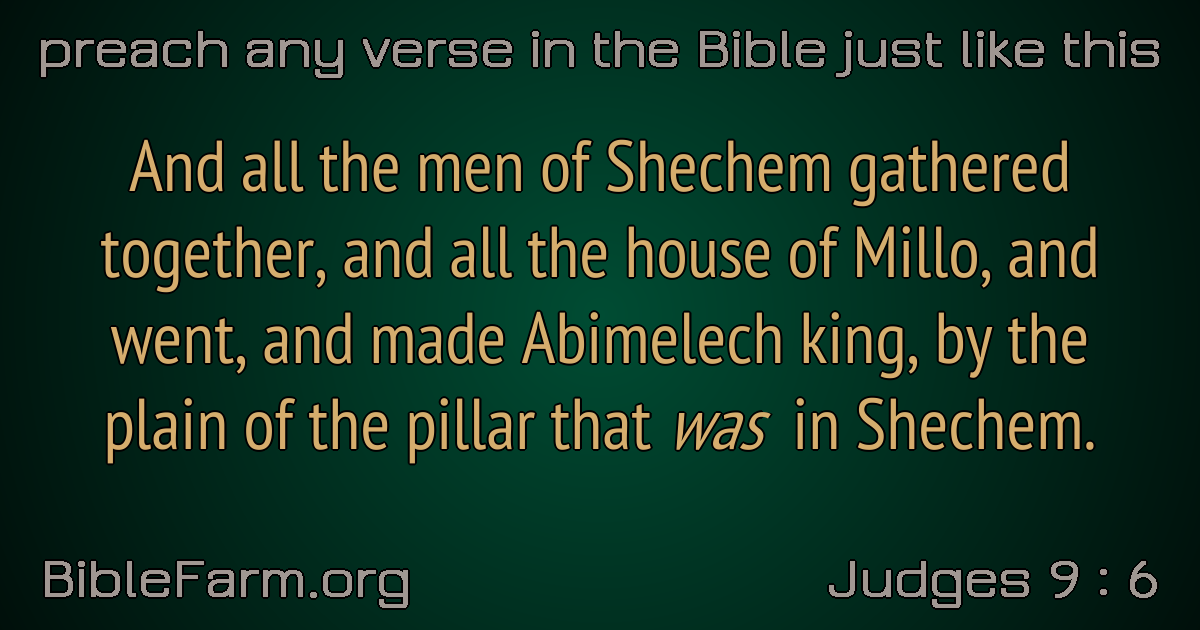 preach any verse in the Bible just like this
And all the men of Shechem gathered
together, and all the house of Millo, and
went, and made Abimelech king, by the
plain of the pillar that was in Shechem.
BibleFarm.org
Judges 9 : 6